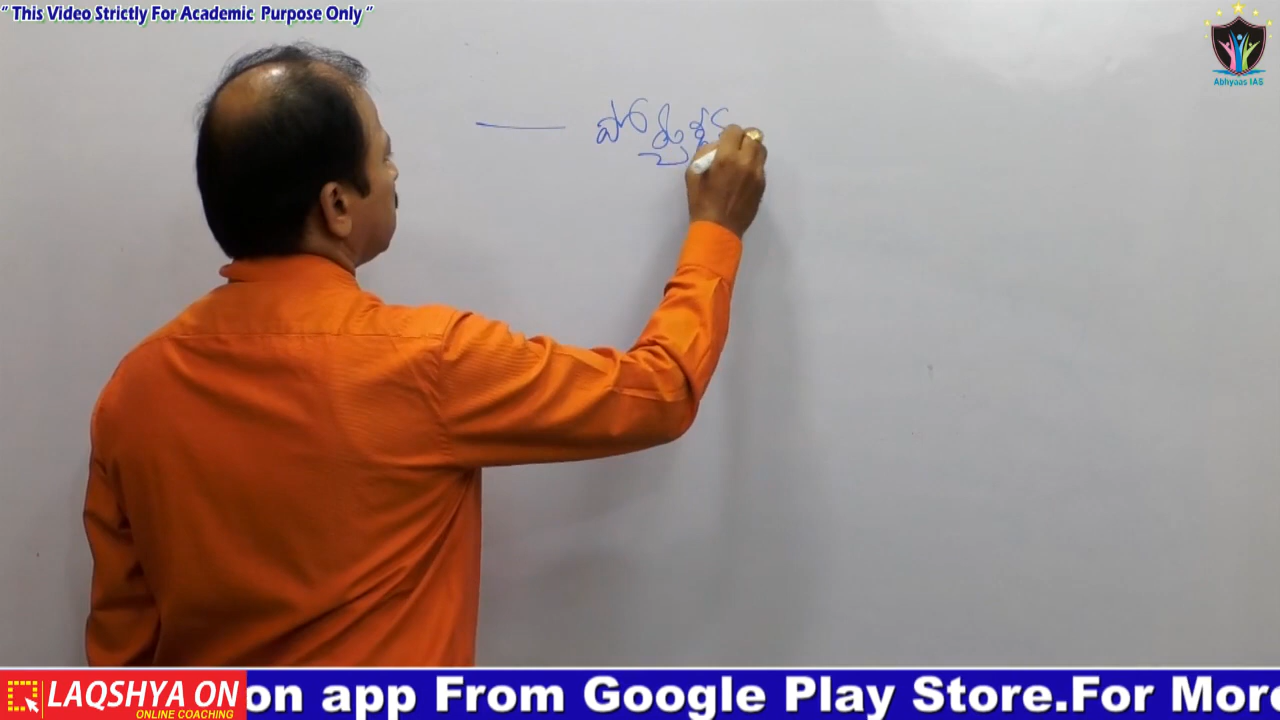 “ This Video Strictly For Academic Purpose Only ”
Abhyaas IAS
LAQSHYA ON
ONLINE COACHING
on app From Google Play Store.For More